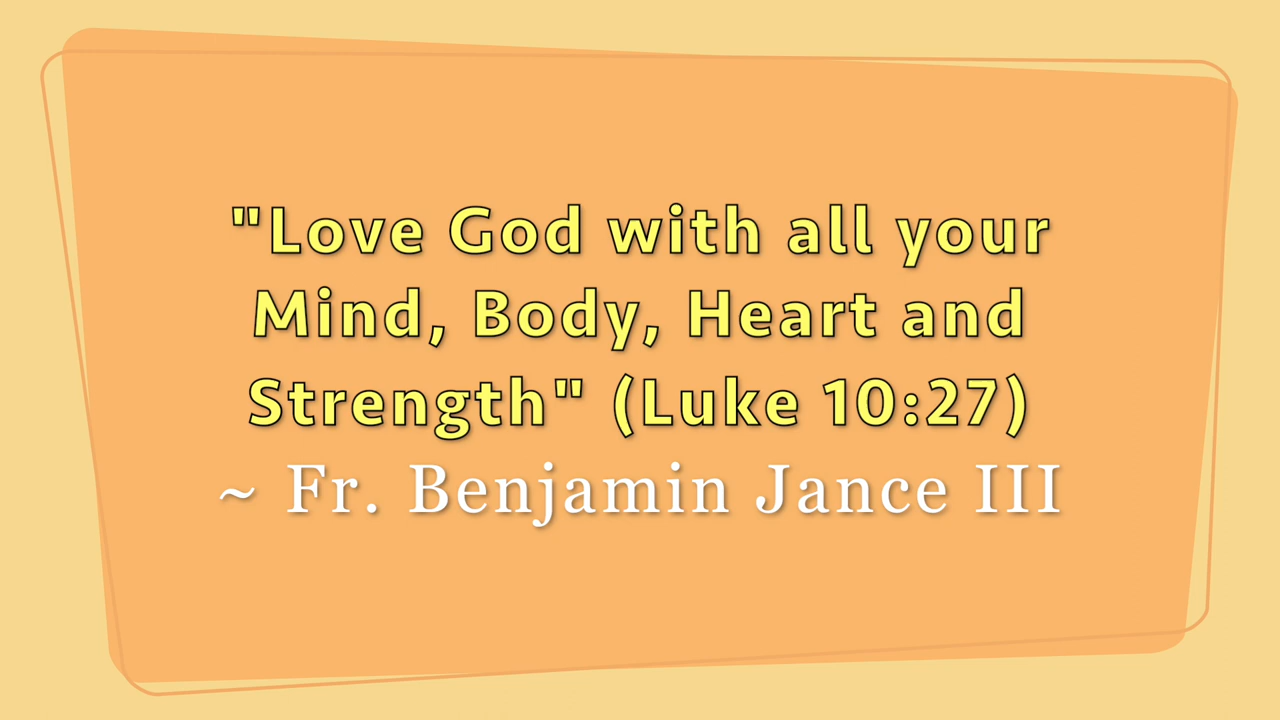 "Love God with all your
Mind, Body, Heart and
Strength" (Luke 10:27)
~ Fr. Benjamin Jance III